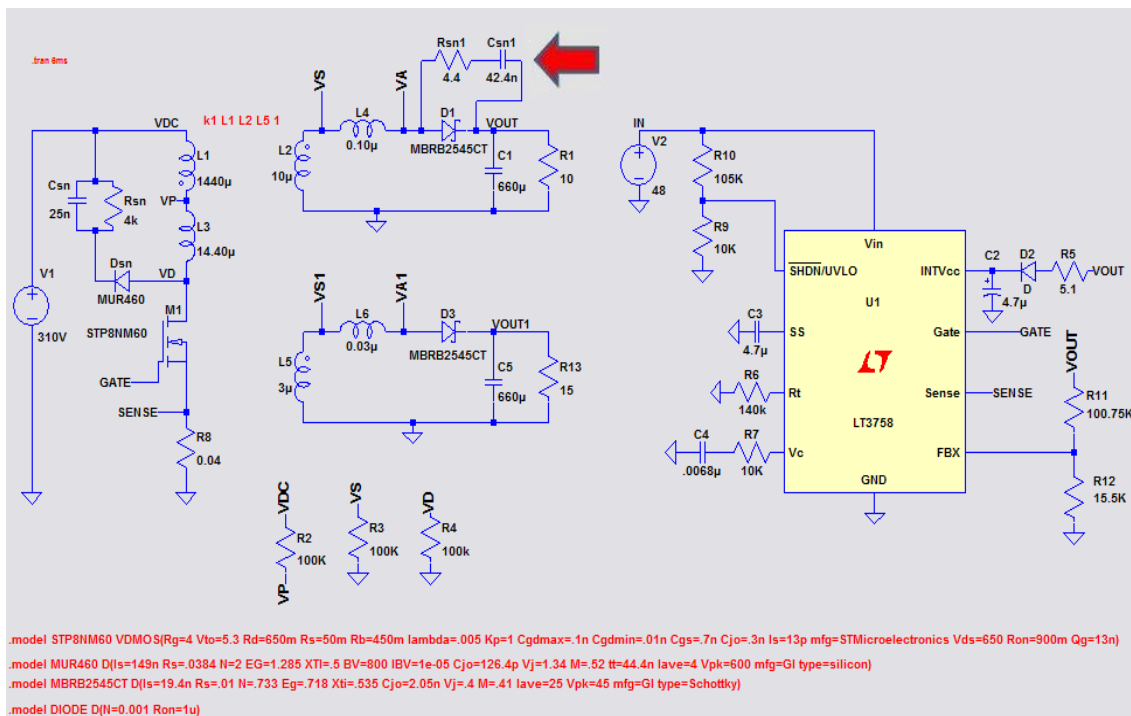 .tran 6ms
Rsn1
4.4
Csn1
42.4n
VDC
k1 L1 L2 L5 1
VS
VA
L4
0.10µ
D1
MBRB2545CT
VOUT
L1
1440µ
Csn
25n
Rsn
4k
VP
L3
14.40µ
Dsn
MUR460
VD
V1
310V
M1
STP8NM60
GATE
SENSE
R8
0.04
L2
10µ
C1
660µ
R1
10
VS1
VA1
L6
0.03µ
D3
MBRB2545CT
VOUT1
L5
3µ
C5
660µ
R13
15
VDC
R2
100K
VP
VS
R3
100K
VD
R4
100k
IN
V2
48
R10
105K
R9
10K
Vin
SHDN/UVLO
INTVcc
U1
SS
Gate
Rt
Sense
LT3758
Vc
FBX
GND
LT
C3
4.7µ
R6
140k
C4
.0068µ
R7
10K
C2
+
4.7µ
D2
D
R5
5.1
VOUT
GATE
SENSE
VOUT
R11
100.75K
R12
15.5K
.model STP8NM60 VDMOS(Rg=4 Vto=5.3 Rd=650m Rs=50m Rb=450m lambda=.005 Kp=1 Cgdmax=.1n Cgdmin=.01n Cgs=.7n Cjo=.3n Is=13p mfg=STMicroelectronics Vds=650 Ron=900m Qg=13n)
.model MUR460 D(Is=149n Rs=.0384 N=2 EG=1.285 XTI=.5 BV=800 IBV=1e-05 Cjo=126.4p Vj=1.34 M=.52 tt=44.4n Iave=4 Vpk=600 mfg=GI type=silicon)
.model MBRB2545CT D(Is=19.4n Rs=.01 N=.733 Eg=.718 Xti=.535 Cjo=2.05n Vj=.4 M=.41 Iave=25 Vpk=45 mfg=GI type=Schottky)
.model DIODE D(N=0.001 Ron=1u)